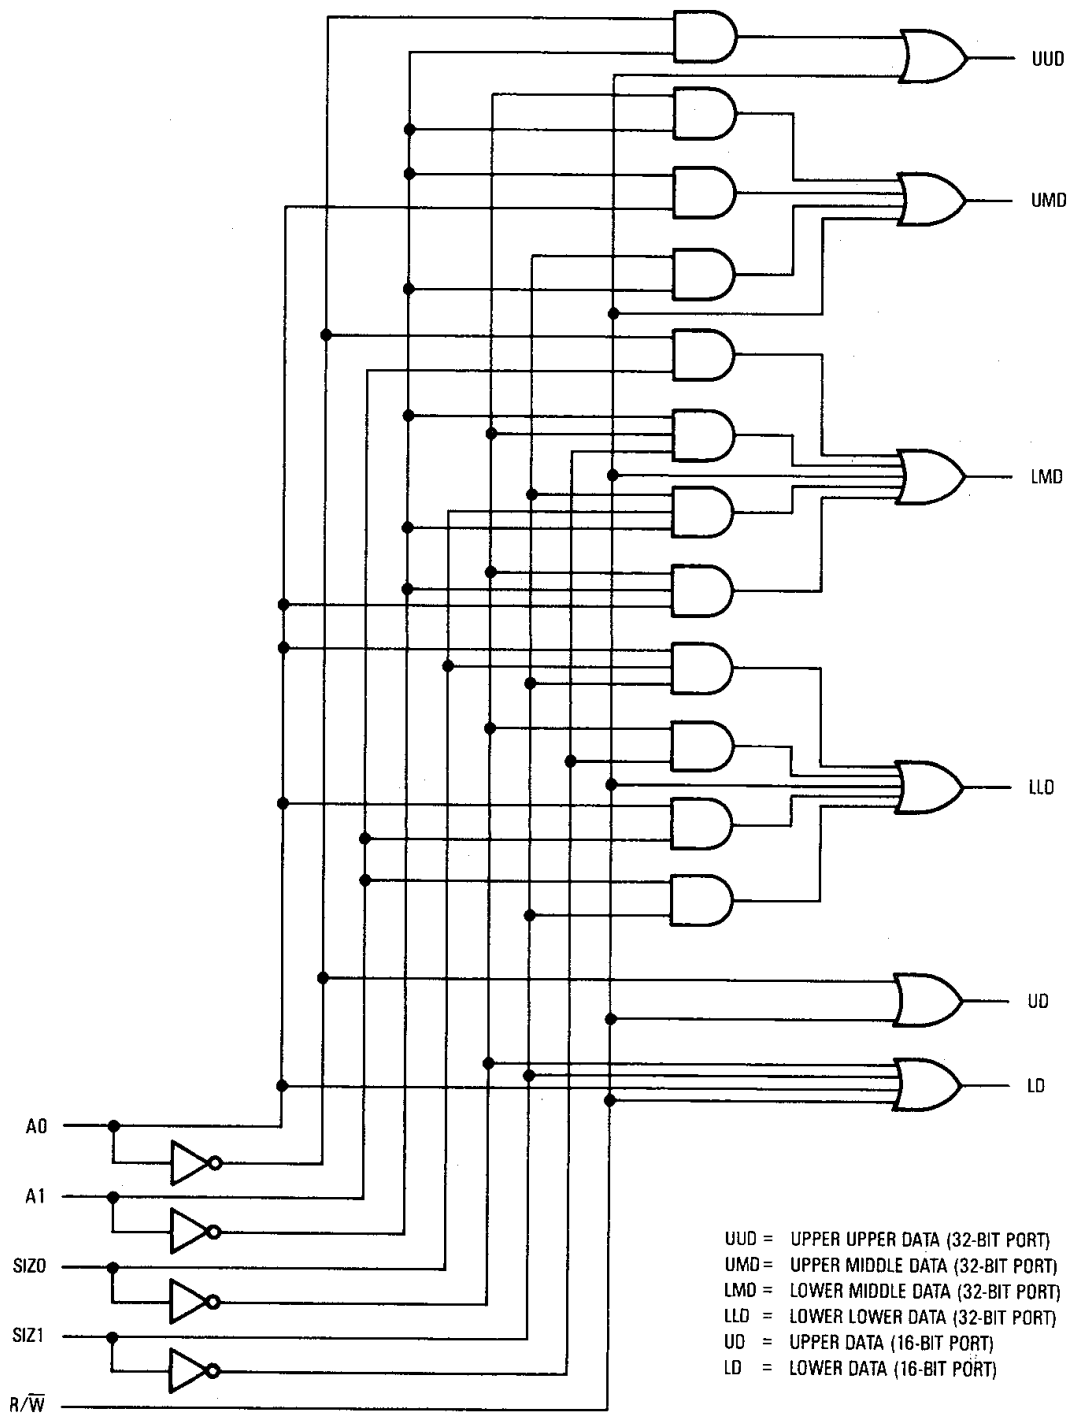 UUD
UMD
LMD
LLD
UD
LD
A0
A1
SIZ0
SIZ1
R/W̅
UUD = UPPER UPPER DATA (32-BIT PORT)
UMD = UPPER MIDDLE DATA (32-BIT PORT)
LMD = LOWER MIDDLE DATA (32-BIT PORT)
LLD = LOWER LOWER DATA (32-BIT PORT)
UD = UPPER DATA (16-BIT PORT)
LD = LOWER DATA (16-BIT PORT)